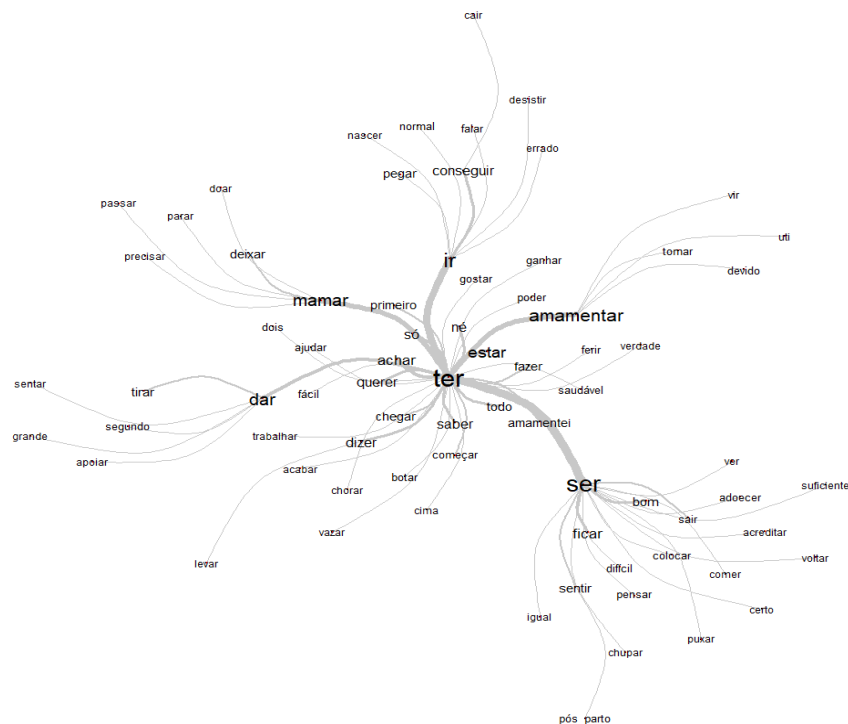 cair
desistir
normal
falar
nascer
errado
conseguir
pegar
doar
vir
passar
parar
uti
tomar
deixar
precisar
ir
ganhar
devido
gostar
mamar
primeiro
poder
amamentar
dois
né
só
ajudar
estar
ferir
verdade
achar
fazer
ter
sentar
tirar
querer
saudável
fácil
dar
todo
chegar
amamentei
segundo
saber
grande
trabalhar
dizer
apoiar
começar
ver
acabar
botar
ser
suficiente
chorar
bom
adoecer
cima
sair
vazar
ficar
acreditar
colocar
voltar
levar
difícil
comer
sentir
pensar
certo
igual
puxar
chupar
pós parto